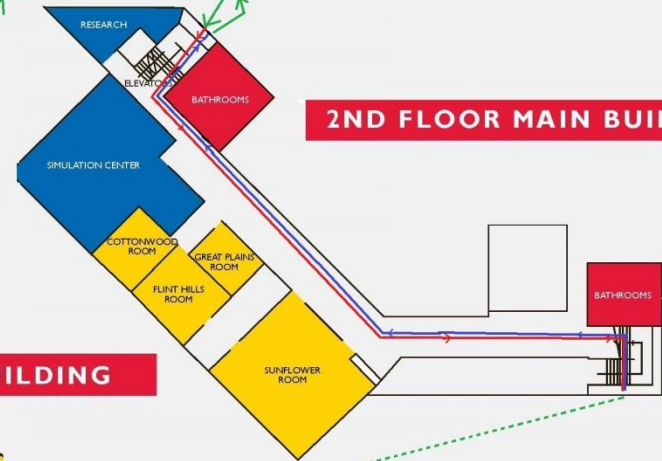 RESEARCH
ELEVATORS
BATHROOMS
2ND FLOOR MAIN
SIMULATION CENTER
COTTONWOOD
ROOM
GREAT PLAINS
ROOM
FLINT HILLS
ROOM
BATHROOMS
SUNFLOWER
ROOM
ILDING